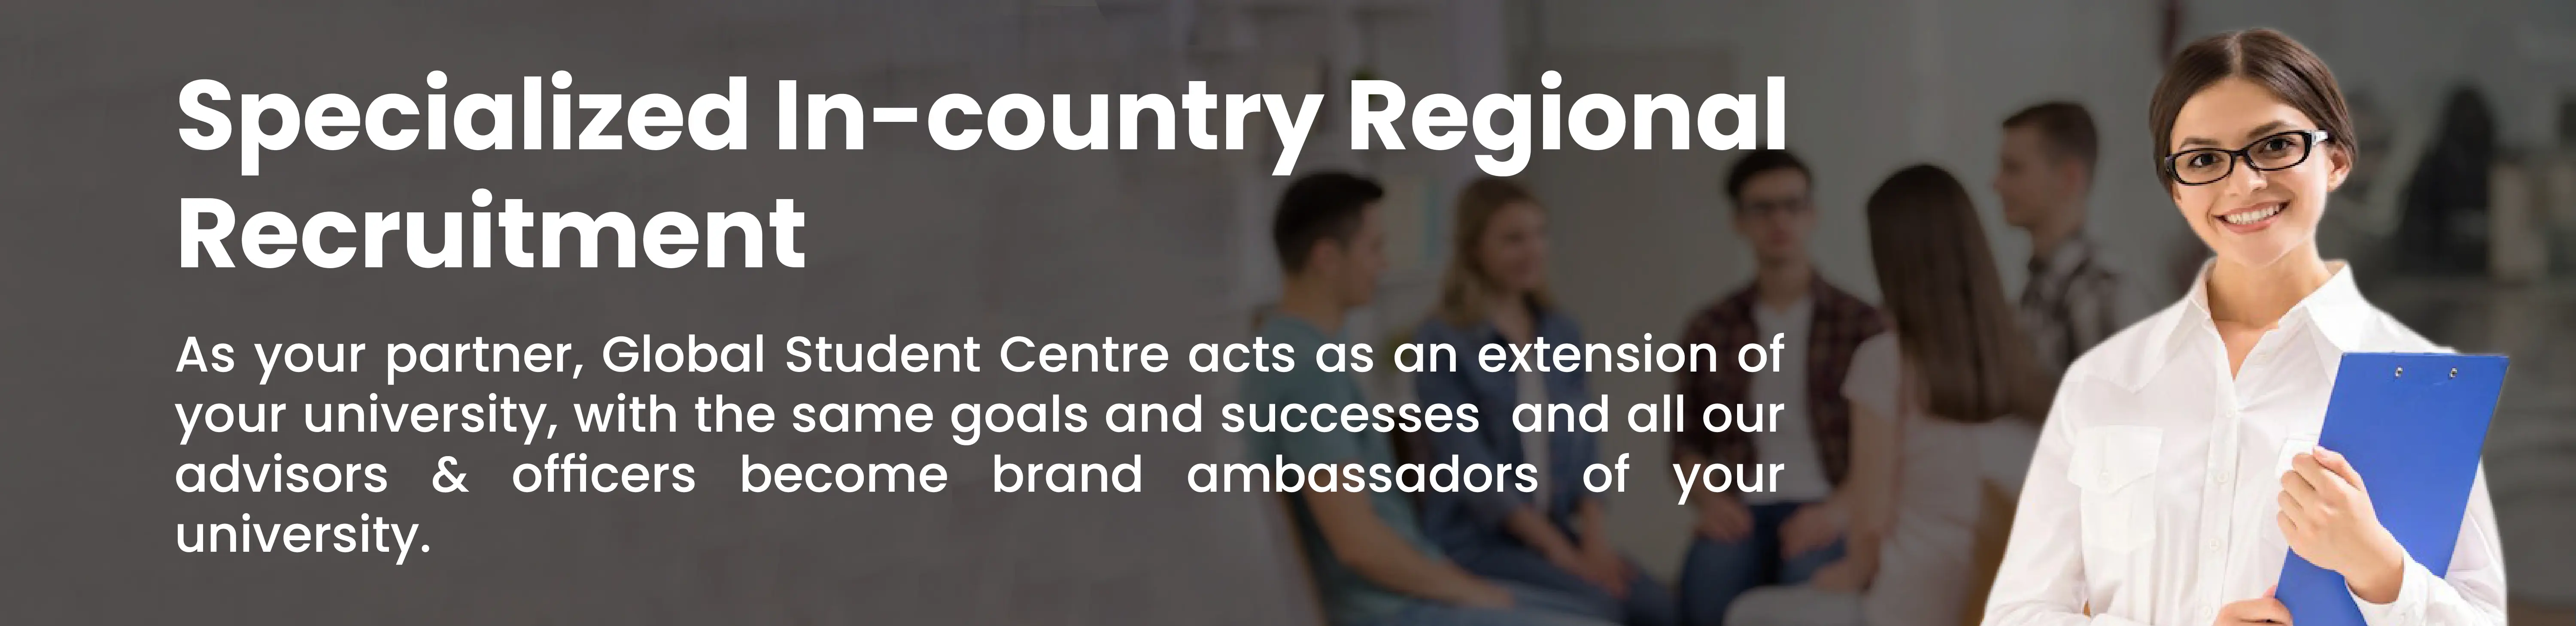 Specialized In-country Regional
Recruitment
As your partner, Global Student Centre acts as an extension of
your university, with the same goals and successes  and all our
advisors & officers become brand ambassadors of your
university.